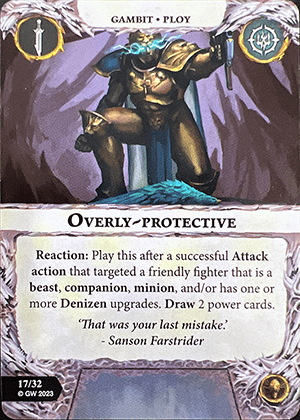 GAMBIT • PLOY
OVERLY-PROTECTIVE
Reaction: Play this after a successful Attack
action that targeted a friendly fighter that is a
beast, companion, minion, and/or has one or
more Denizen upgrades. Draw 2 power cards.
‘That was your last mistake.’
- Sanson Farstrider
17/32
© GW 2023